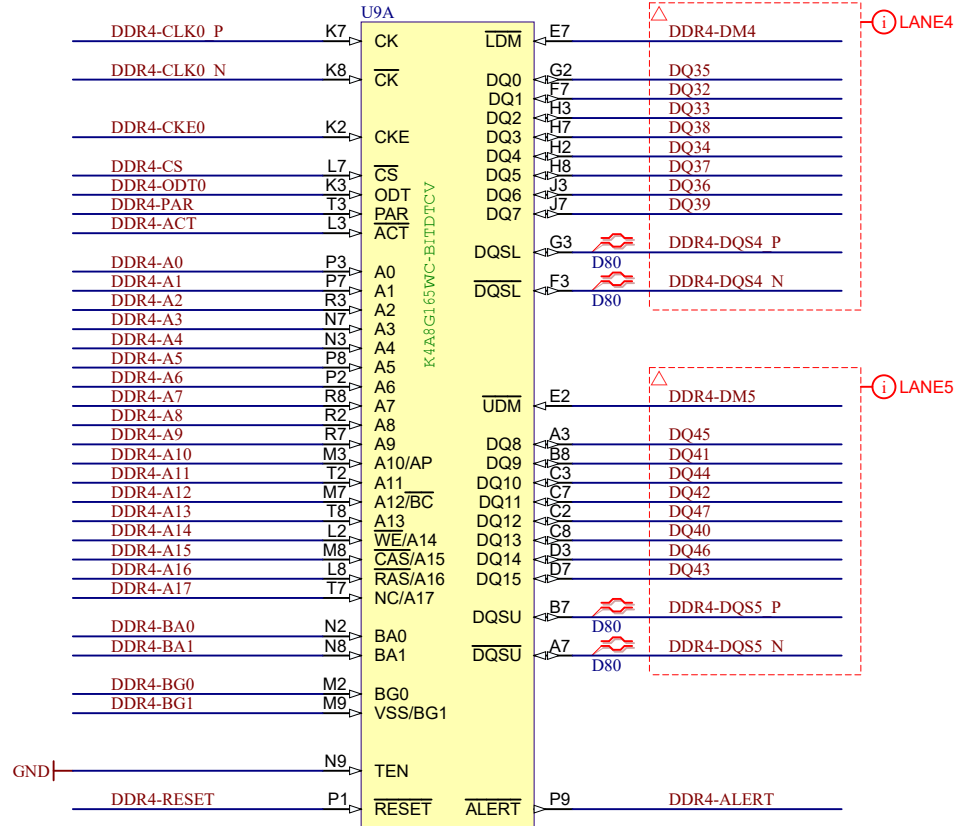 U9A
DDR4-CLK0_P K7 CK LDM E7 DDR4-DM4 i LANE4
DDR4-CLK0_N K8 CK DQ0 G2 DQ35
DQ1 F7 DQ32
DQ2 H3 DQ33
DDR4-CKE0 K2 CKE DQ3 H7 DQ38
DQ4 H2 DQ34
DDR4-CS L7 CS DQ5 H8 DQ37
DDR4-ODT0 K3 ODT DQ6 J3 DQ36
DDR4-PAR T3 PAR DQ7 J7 DQ39
DDR4-ACT L3 ACT
K4A8G165WC-BITDTCV
DQSL G3 D80 DDR4-DQS4_P
DDR4-A0 P3 A0
DDR4-A1 P7 A1 DQSL F3 D80 DDR4-DQS4_N
DDR4-A2 R3 A2
DDR4-A3 N7 A3
DDR4-A4 N3 A4
DDR4-A5 P8 A5
DDR4-A6 P2 A6 i LANE5
DDR4-A7 R8 A7 UDM E2 DDR4-DM5
DDR4-A8 R2 A8
DDR4-A9 R7 A9 DQ8 A3 DQ45
DDR4-A10 M3 A10/AP DQ9 B8 DQ41
DDR4-A11 T2 A11 DQ10 C3 DQ44
DDR4-A12 M7 A12/BC DQ11 C7 DQ42
DDR4-A13 T8 A13 DQ12 C2 DQ47
DDR4-A14 L2 WE/A14 DQ13 C8 DQ40
DDR4-A15 M8 CAS/A15 DQ14 D3 DQ46
DDR4-A16 L8 RAS/A16 DQ15 D7 DQ43
DDR4-A17 T7 NC/A17
DQSU B7 D80 DDR4-DQS5_P
DDR4-BA0 N2 BA0
DDR4-BA1 N8 BA1 DQSU A7 D80 DDR4-DQS5_N
DDR4-BG0 M2 BG0
DDR4-BG1 M9 VSS/BG1
GND N9 TEN
DDR4-RESET P1 RESET ALERT P9 DDR4-ALERT